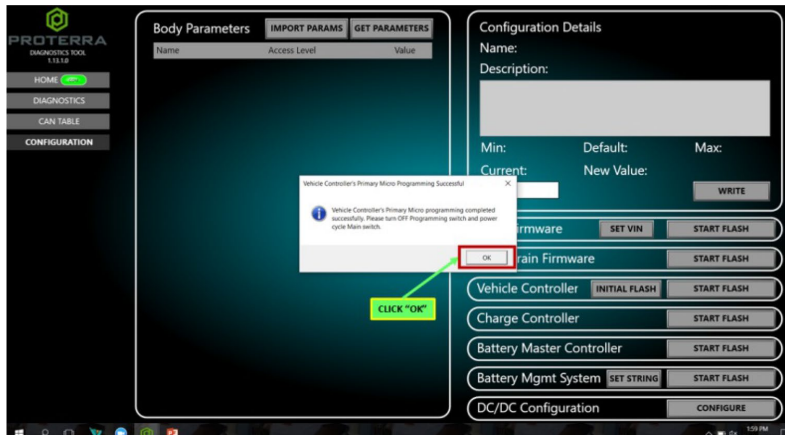 PROTERRA
DIAGNOSTICS TOOL
1.13.1.0
HOME
DIAGNOSTICS
CAN TABLE
CONFIGURATION
Body Parameters
IMPORT PARAMS
GET PARAMETERS
Name
Access Level
Value
Configuration Details
Name:
Description:
Min:
Default:
Max:
Current:
New Value:
WRITE
Vehicle Controller's Primary Micro Programming Successful
Vehicle Controller's Primary Micro programming completed
successfully. Please turn OFF Programming switch and power
cycle Main switch.
OK
CLICK "OK"
SET VIN
START FLASH
rain Firmware
START FLASH
Vehicle Controller
INITIAL FLASH
START FLASH
Charge Controller
START FLASH
Battery Master Controller
START FLASH
Battery Mgmt System
SET STRING
START FLASH
DC/DC Configuration
CONFIGURE
1:59 PM